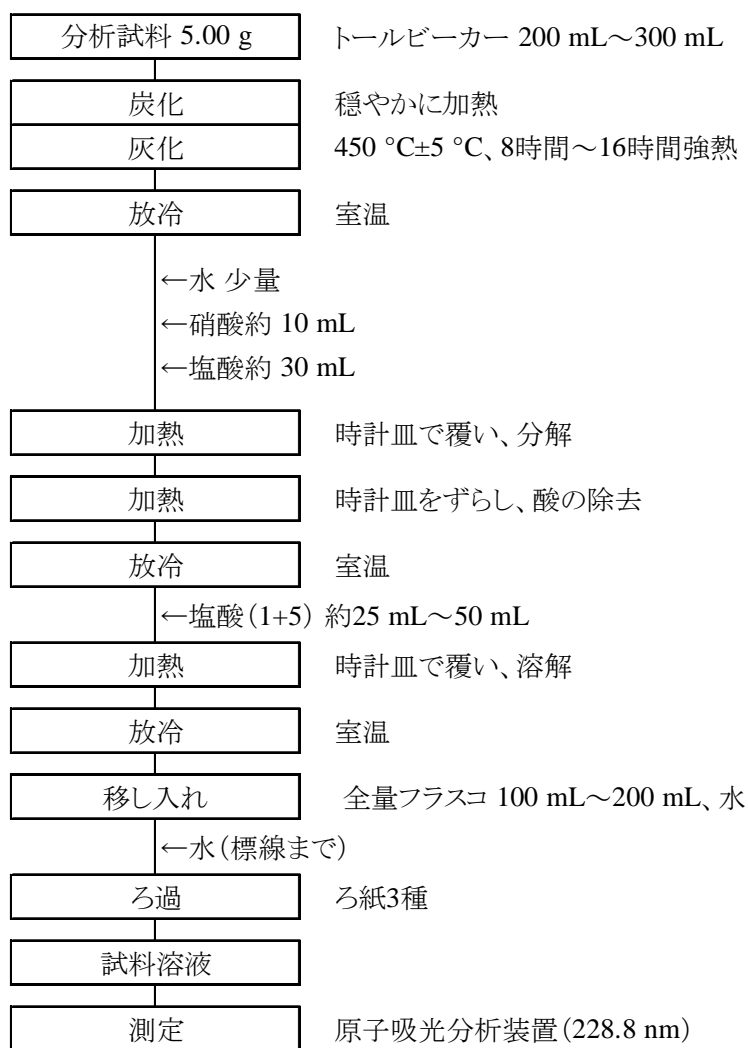 分析試料 5.00 g トールビーカー 200 mL～300 mL
炭化 穏やかに加熱
灰化 450 °C±5 °C、8時間～16時間強熱
放冷 室温
←水 少量
←硝酸約 10 mL
←塩酸約 30 mL
加熱 時計皿で覆い、分解
加熱 時計皿をずらし、酸の除去
放冷 室温
←塩酸（1+5） 約25 mL～50 mL
加熱 時計皿で覆い、溶解
放冷 室温
移し入れ 全量フラスコ 100 mL～200 mL、水
←水（標線まで）
ろ過 ろ紙3種
試料溶液
測定 原子吸光分析装置（228.8 nm）